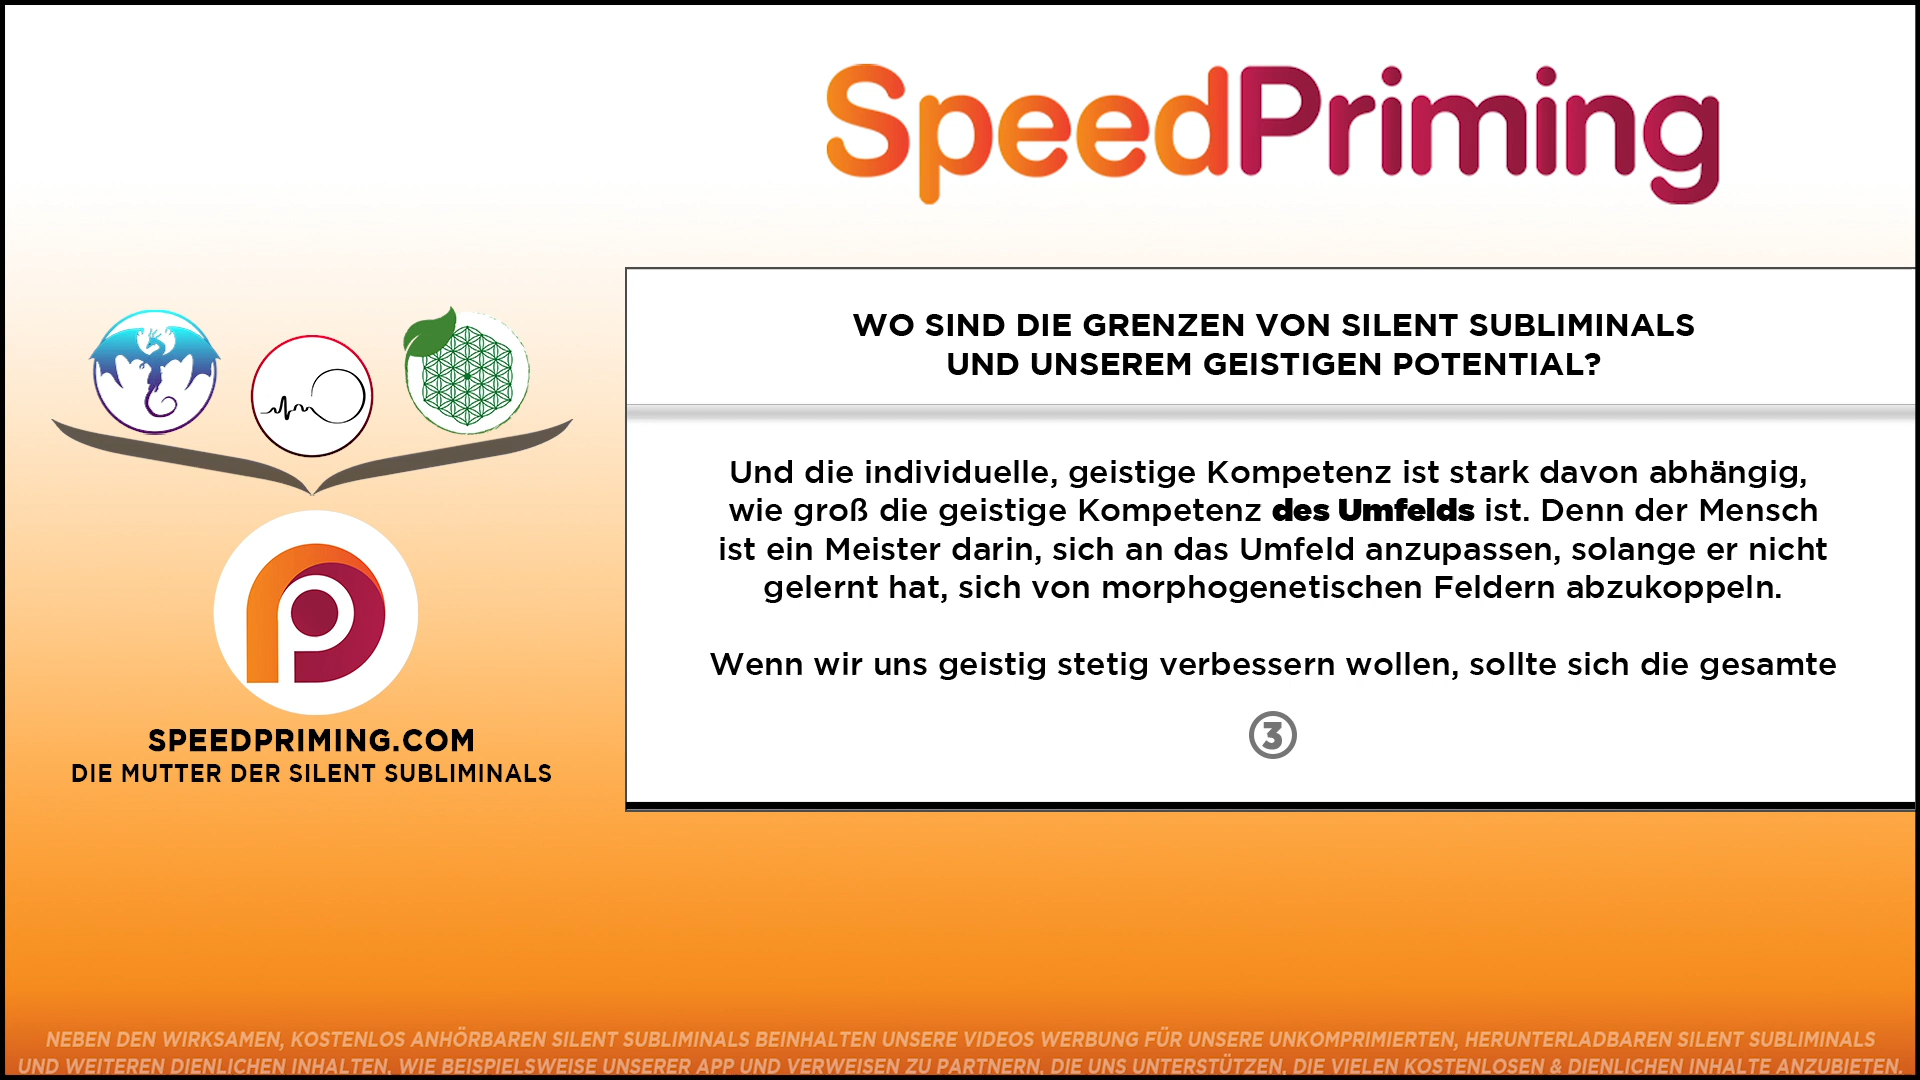 SpeedPriming
WO SIND DIE GRENZEN VON SILENT SUBLIMINALS
UND UNSEREM GEISTIGEN POTENTIAL?
Und die individuelle, geistige Kompetenz ist stark davon abhängig,
wie groß die geistige Kompetenz des Umfelds ist. Denn der Mensch
ist ein Meister darin, sich an das Umfeld anzupassen, solange er nicht
gelernt hat, sich von morphogenetischen Feldern abzukoppeln.
Wenn wir uns geistig stetig verbessern wollen, sollte sich die gesamte
3
SPEEDPRIMING.COM
DIE MUTTER DER SILENT SUBLIMINALS
NEBEN DEN WIRKSAMEN, KOSTENLOS ANHÖRBAREN SILENT SUBLIMINALS BEINHALTEN UNSERE VIDEOS WERBUNG FÜR UNSERE UNKOMPRIMIERTEN, HERUNTERLADBAREN SILENT SUBLIMINALS
UND WEITEREN DIENLICHEN INHALTEN, WIE BEISPIELSWEISE UNSERER APP UND VERWEISEN ZU PARTNERN, DIE UNS UNTERSTÜTZEN, DIE VIELEN KOSTENLOSEN & DIENLICHEN INHALTE ANZUBIETEN.